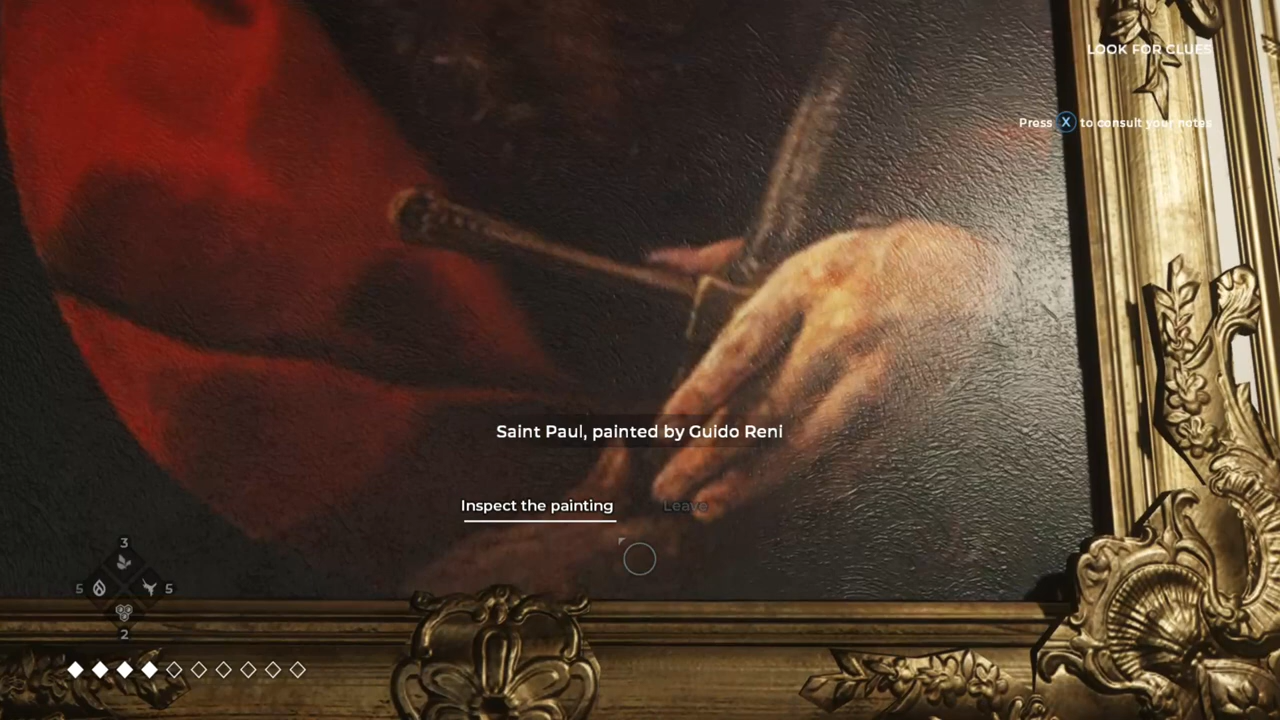 LOOK FOR CLUES
Press X to consult your notes
Saint Paul, painted by Guido Reni
Inspect the painting
Leave
3
5
5
2